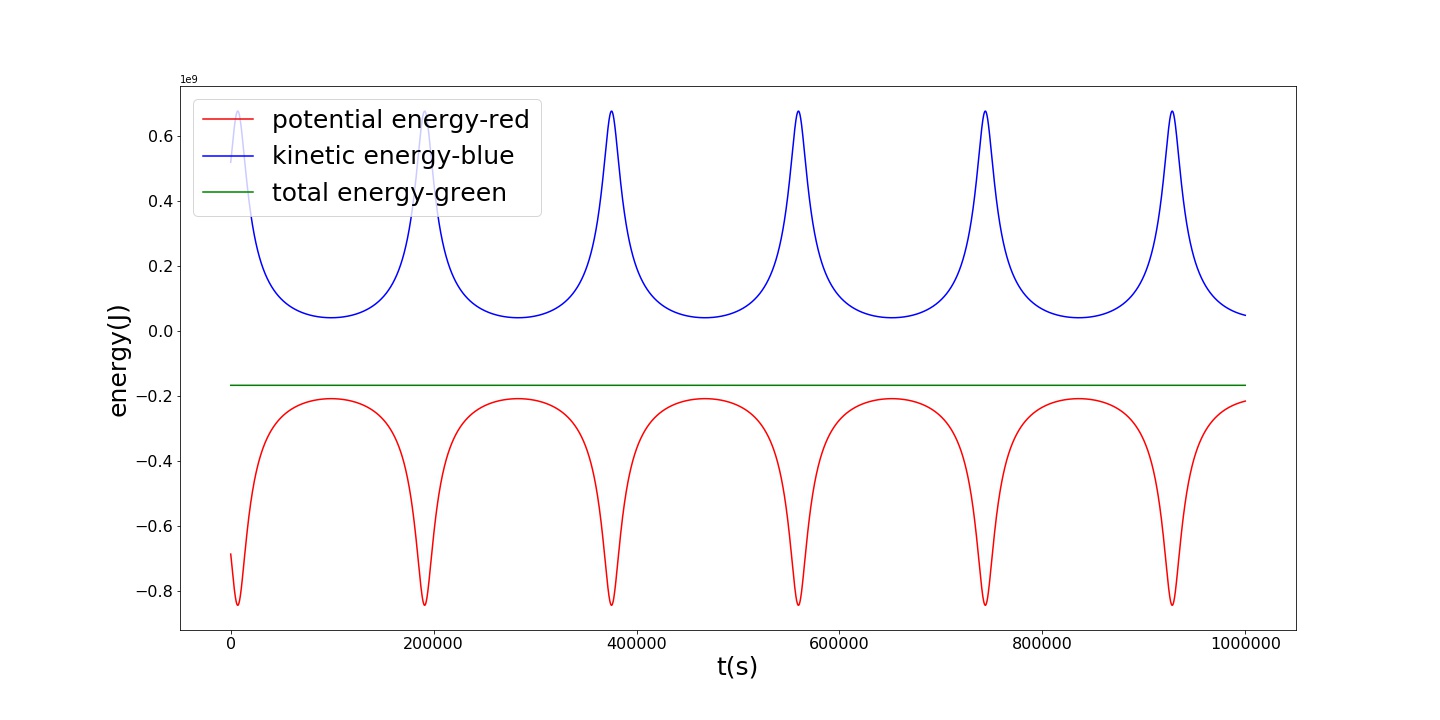 1e9
potential energy-red
kinetic energy-blue
total energy-green
0.6
0.4
0.2
0.0
−0.2
−0.4
−0.6
−0.8
energy(J)
0 200000 400000 600000 800000 1000000
t(s)